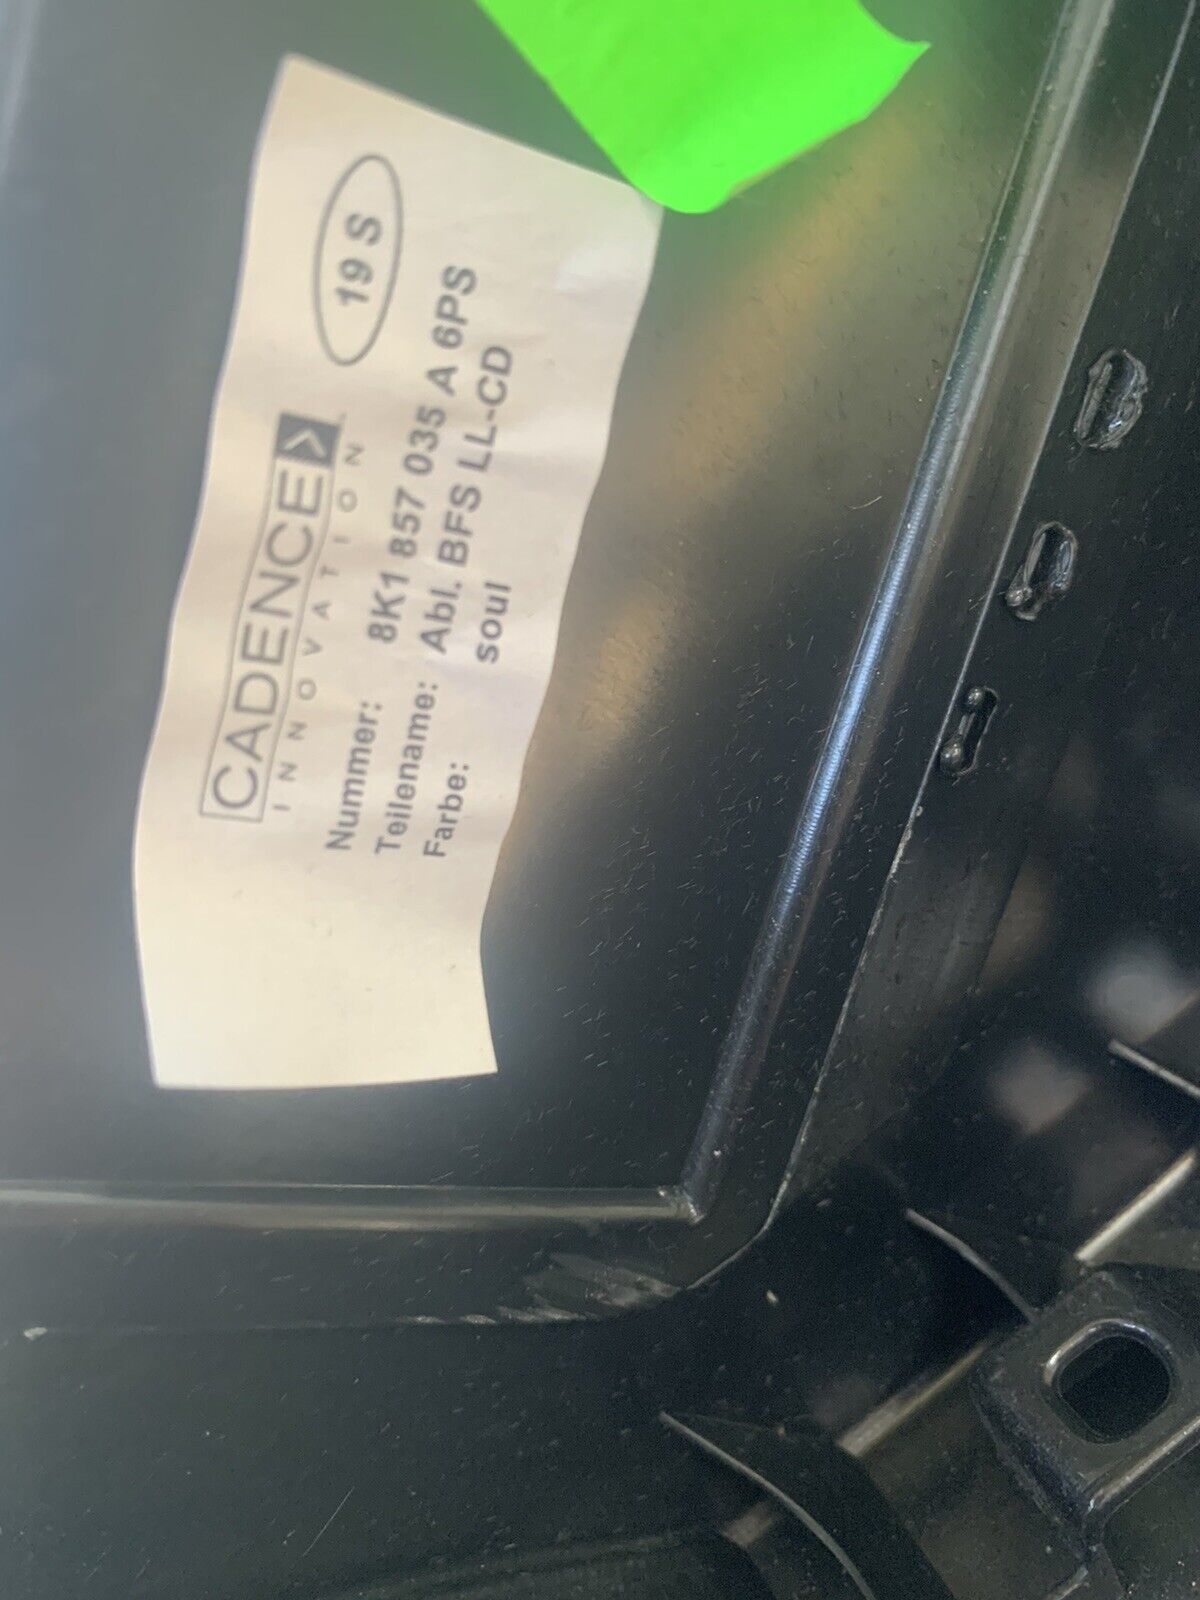 CADENCE
INNOVATION
19 S
Nummer: 8K1 857 035 A 6PS
Teilename: Abl. BFS LL-CD
Farbe: soul